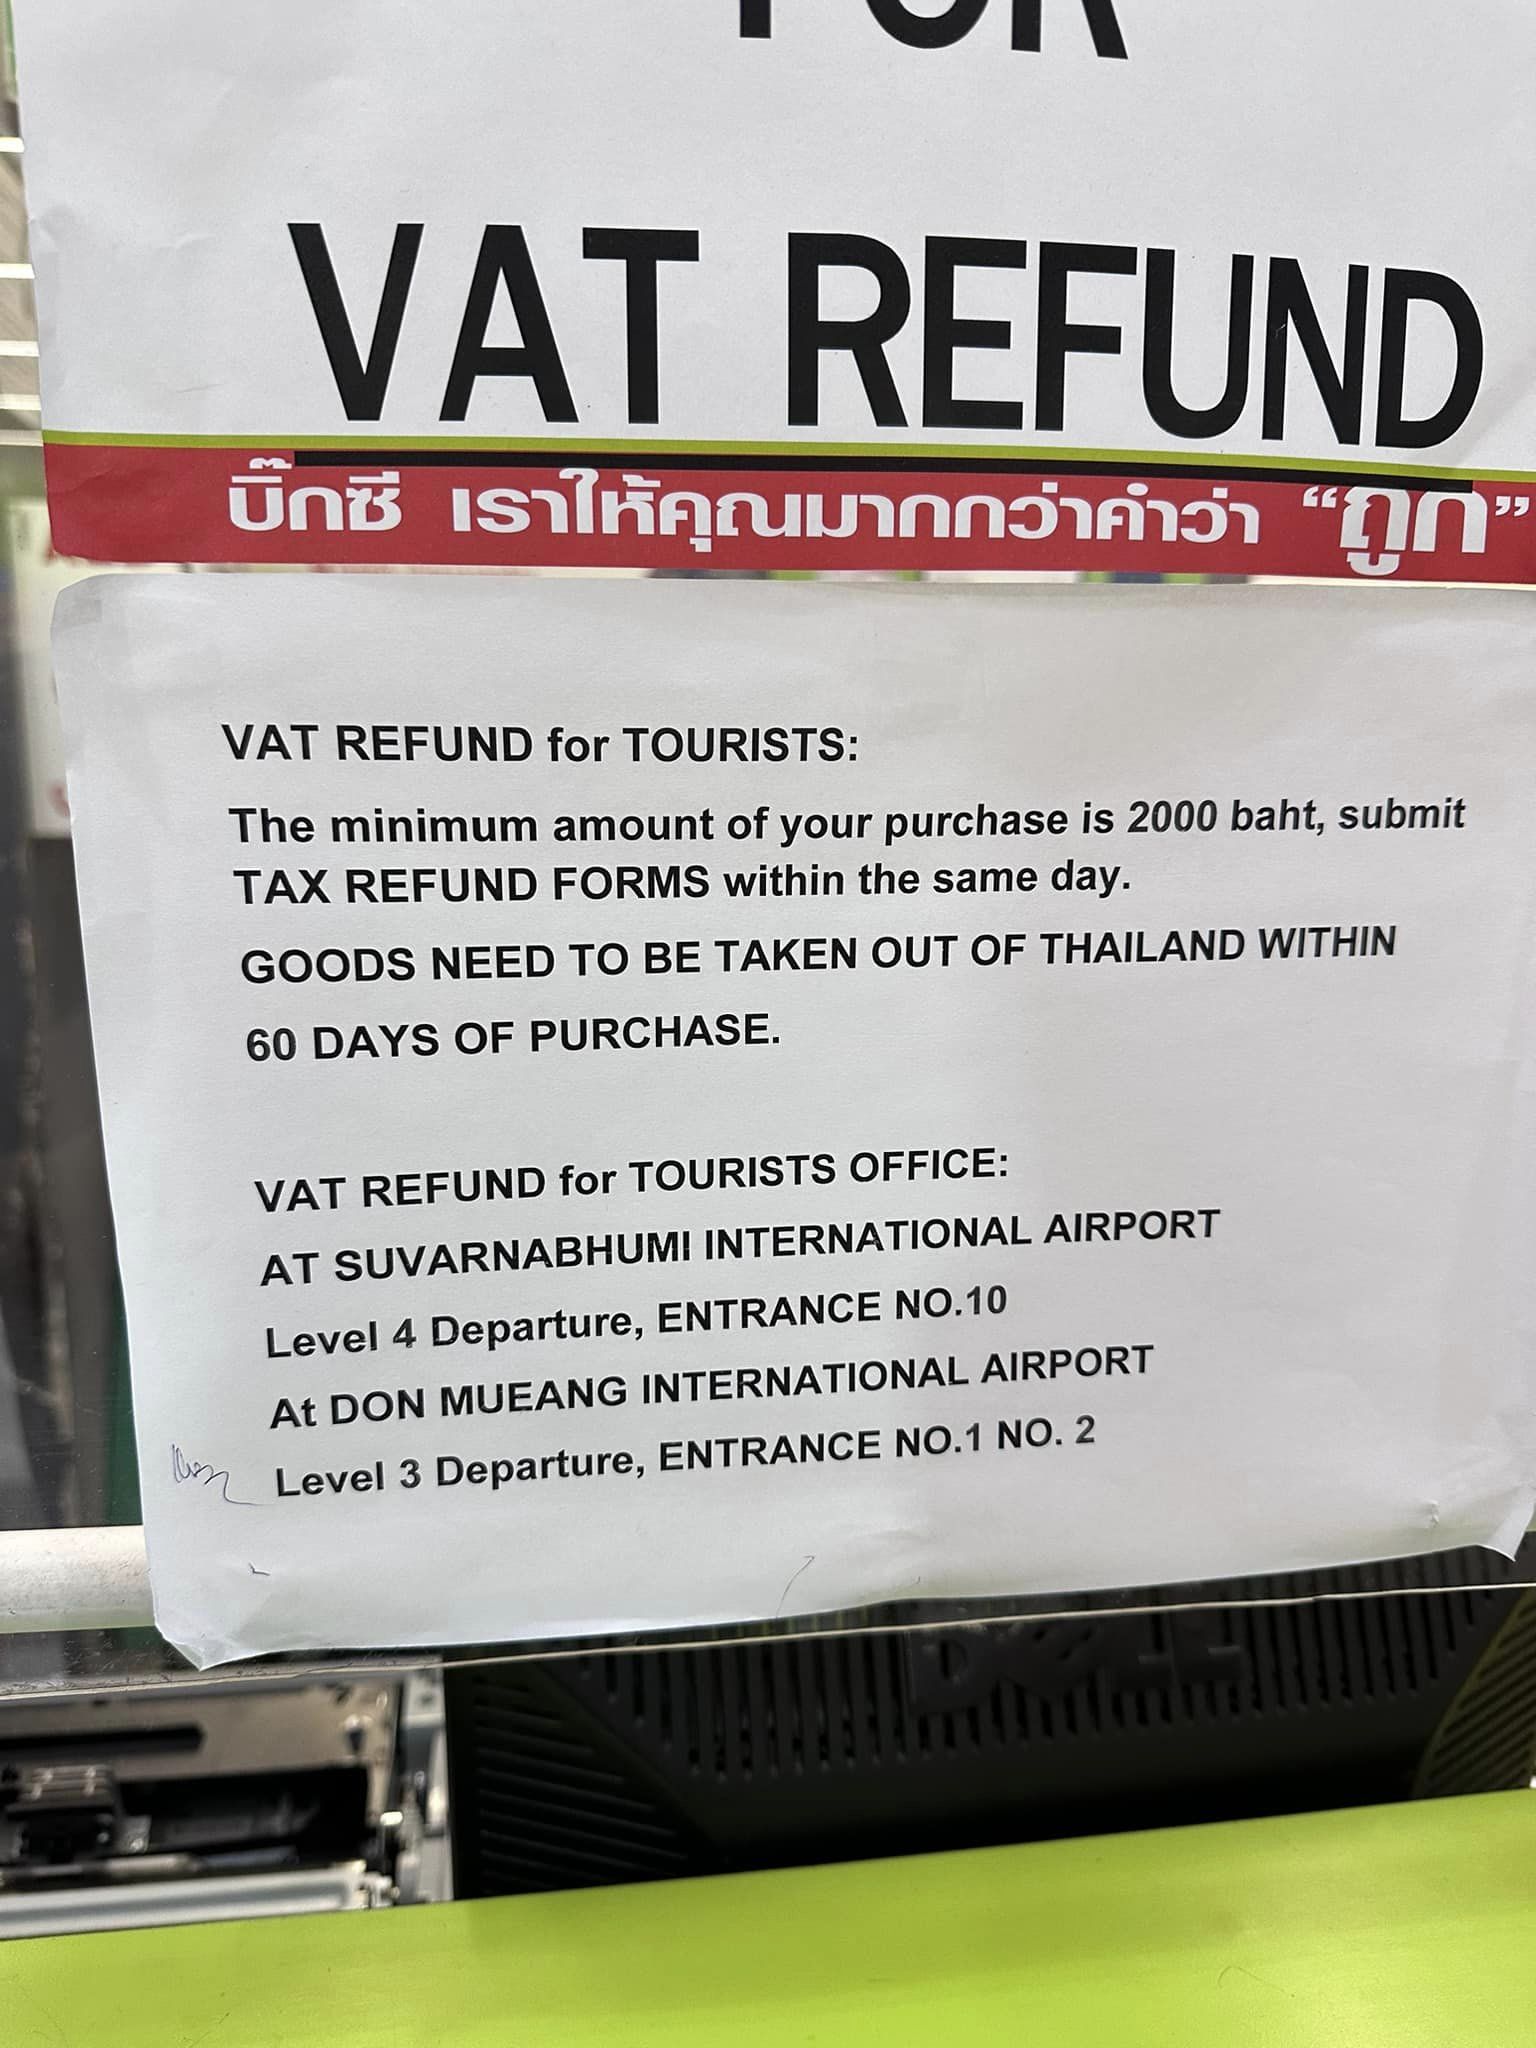 FOR
VAT REFUND
บิ๊กซี เราให้คุณมากกว่าคำว่า “ถูก”
VAT REFUND for TOURISTS:
The minimum amount of your purchase is 2000 baht, submit
TAX REFUND FORMS within the same day.
GOODS NEED TO BE TAKEN OUT OF THAILAND WITHIN
60 DAYS OF PURCHASE.
VAT REFUND for TOURISTS OFFICE:
AT SUVARNABHUMI INTERNATIONAL AIRPORT
Level 4 Departure, ENTRANCE NO.10
At DON MUEANG INTERNATIONAL AIRPORT
Level 3 Departure, ENTRANCE NO.1 NO. 2
DELL